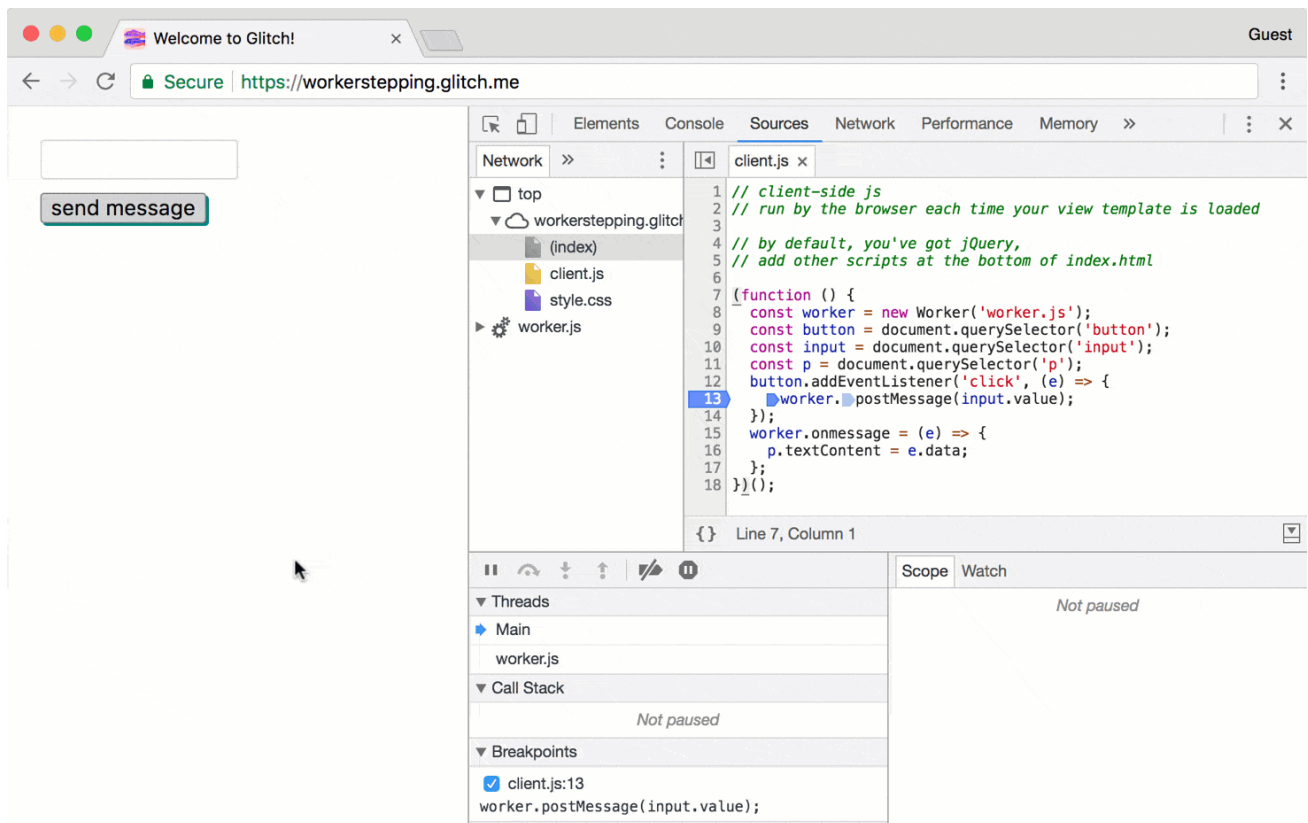 Welcome to Glitch! ×
Guest
Secure https://workerstepping.glitch.me
send message
Elements Console Sources Network Performance Memory »
Network »
client.js ×
top
workerstepping.glitch
(index)
client.js
style.css
worker.js
1 // client-side js
2 // run by the browser each time your view template is loaded
3
4 // by default, you've got jQuery,
5 // add other scripts at the bottom of index.html
6
7 (function () {
8 const worker = new Worker('worker.js');
9 const button = document.querySelector('button');
10 const input = document.querySelector('input');
11 const p = document.querySelector('p');
12 button.addEventListener('click', (e) => {
13 worker.postMessage(input.value);
14 });
15 worker.onmessage = (e) => {
16 p.textContent = e.data;
17 };
18 })();
{} Line 7, Column 1
Threads
Main
worker.js
Call Stack
Not paused
Breakpoints
client.js:13
worker.postMessage(input.value);
Scope Watch
Not paused